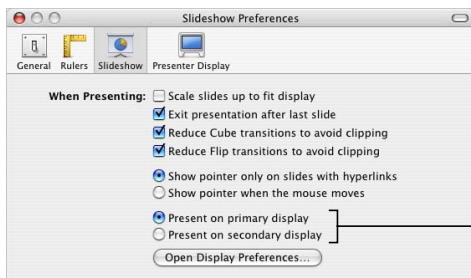 Slideshow Preferences
General Rulers Slideshow Presenter Display
When Presenting: Scale slides up to fit display
Exit presentation after last slide
Reduce Cube transitions to avoid clipping
Reduce Flip transitions to avoid clipping
Show pointer only on slides with hyperlinks
Show pointer when the mouse moves
Present on primary display
Present on secondary display
Open Display Preferences...